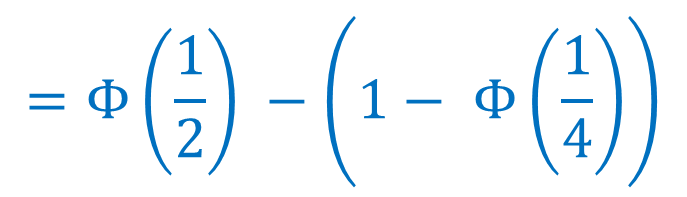 = Φ(1/2) − (1 − Φ(1/4))